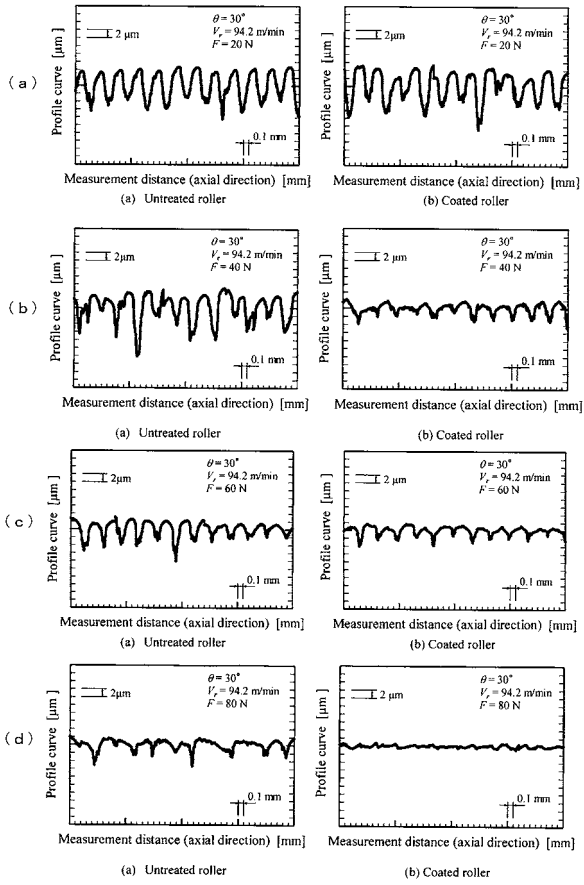 (a)
Profile curve [μm]
2 μm
θ = 30°
Vr = 94.2 m/min
F = 20 N
0.1 mm
Measurement distance (axial direction) [mm]
(a) Untreated roller
Profile curve [μm]
2 μm
θ = 30°
Vr = 94.2 m/min
F = 20 N
0.1 mm
Measurement distance (axial direction) [mm]
(b) Coated roller
(b)
Profile curve [μm]
2μm
θ = 30°
Vr = 94.2 m/min
F = 40 N
0.1 mm
Measurement distance (axial direction) [mm]
(a) Untreated roller
Profile curve [μm]
2 μm
θ = 30°
Vr = 94.2 m/min
F = 40 N
0.1 mm
Measurement distance (axial direction) [mm]
(b) Coated roller
(c)
Profile curve [μm]
2μm
θ = 30°
Vr = 94.2 m/min
F = 60 N
0.1 mm
Measurement distance (axial direction) [mm]
(a) Untreated roller
Profile curve [μm]
2 μm
θ = 30°
Vr = 94.2 m/min
F = 60 N
0.1 mm
Measurement distance (axial direction) [mm]
(b) Coated roller
(d)
Profile curve [μm]
2μm
θ = 30°
Vr = 94.2 m/min
F = 80 N
0.1 mm
Measurement distance (axial direction) [mm]
(a) Untreated roller
Profile curve [μm]
2 μm
θ = 30°
Vr = 94.2 m/min
F = 80 N
0.1 mm
Measurement distance (axial direction) [mm]
(b) Coated roller